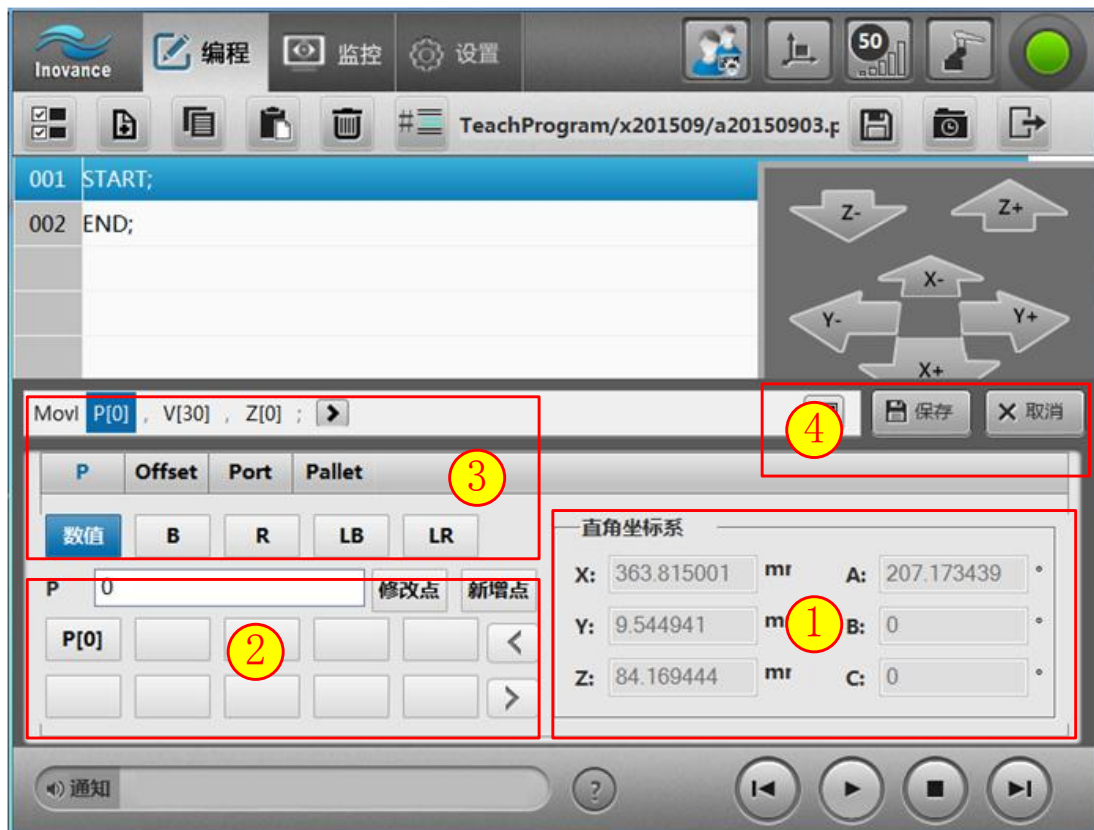 Inovance 编程 监控 设置 50
# TeachProgram/x201509/a20150903.p
001 START;
002 END;
Z- Z+
X-
Y- Y+
X+
Movl P[0] , V[30] , Z[0] ; 4 保存 取消
P Offset Port Pallet 3
数值 B R LB LR
直角坐标系
P 0 修改点 新增点
X: 363.815001 mr A: 207.173439 °
P[0] 2 <
Y: 9.544941 m 1 B: 0 °
>
Z: 84.169444 mr C: 0 °
通知 ?